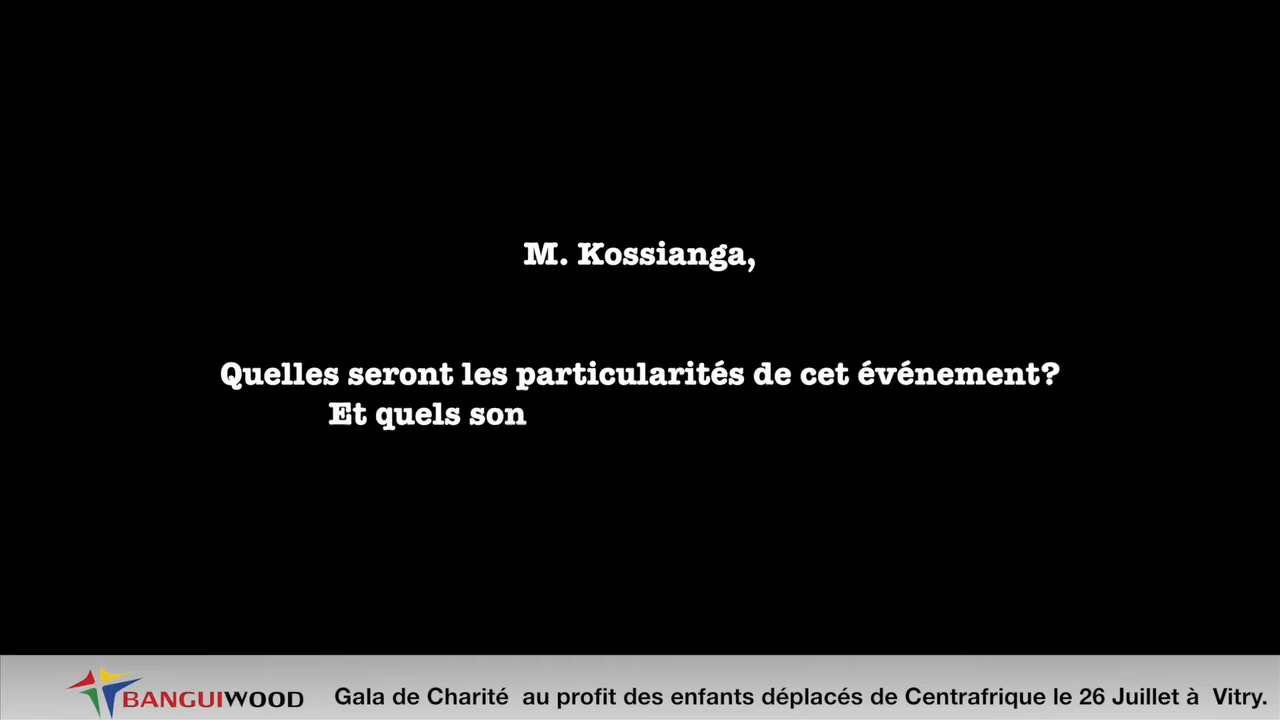 M. Kossianga,
Quelles seront les particularités de cet événement?
Et quels son
BANGUIWOOD
Gala de Charité au profit des enfants déplacés de Centrafrique le 26 Juillet à Vitry.